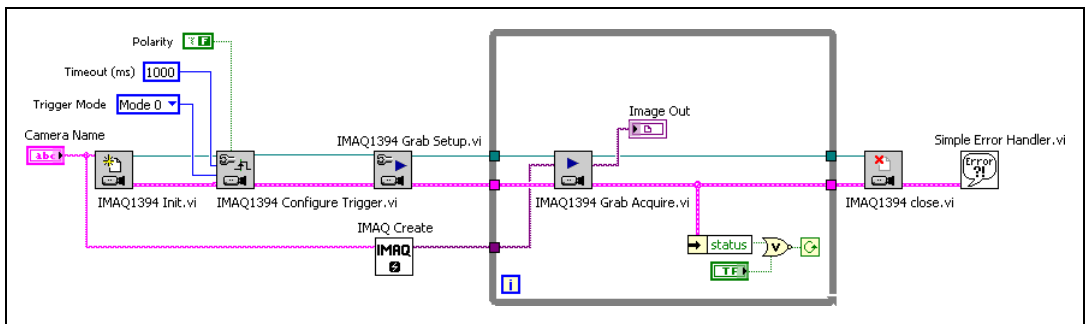 Polarity
F
Timeout (ms) 1000
Trigger Mode Mode 0
Camera Name
abc
IMAQ1394 Init.vi
IMAQ1394 Configure Trigger.vi
IMAQ1394 Grab Setup.vi
IMAQ Create
IMAQ
Image Out
IMAQ1394 Grab Acquire.vi
status
V
TF
i
IMAQ1394 close.vi
Simple Error Handler.vi
Error
?!